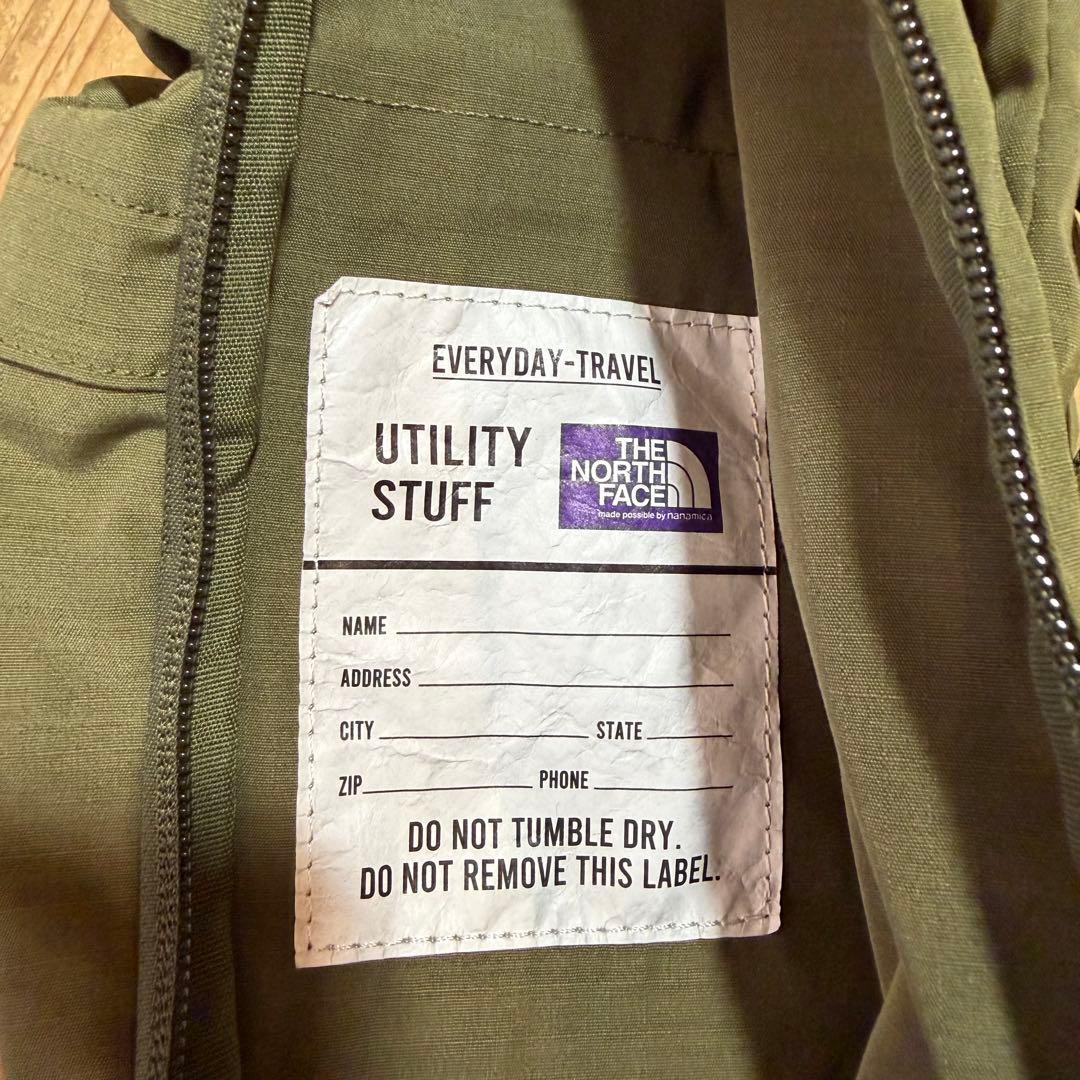 EVERYDAY-TRAVEL
UTILITY
STUFF
THE
NORTH
FACE
made possible by nanamica
NAME
ADDRESS
CITY STATE
ZIP PHONE
DO NOT TUMBLE DRY.
DO NOT REMOVE THIS LABEL.